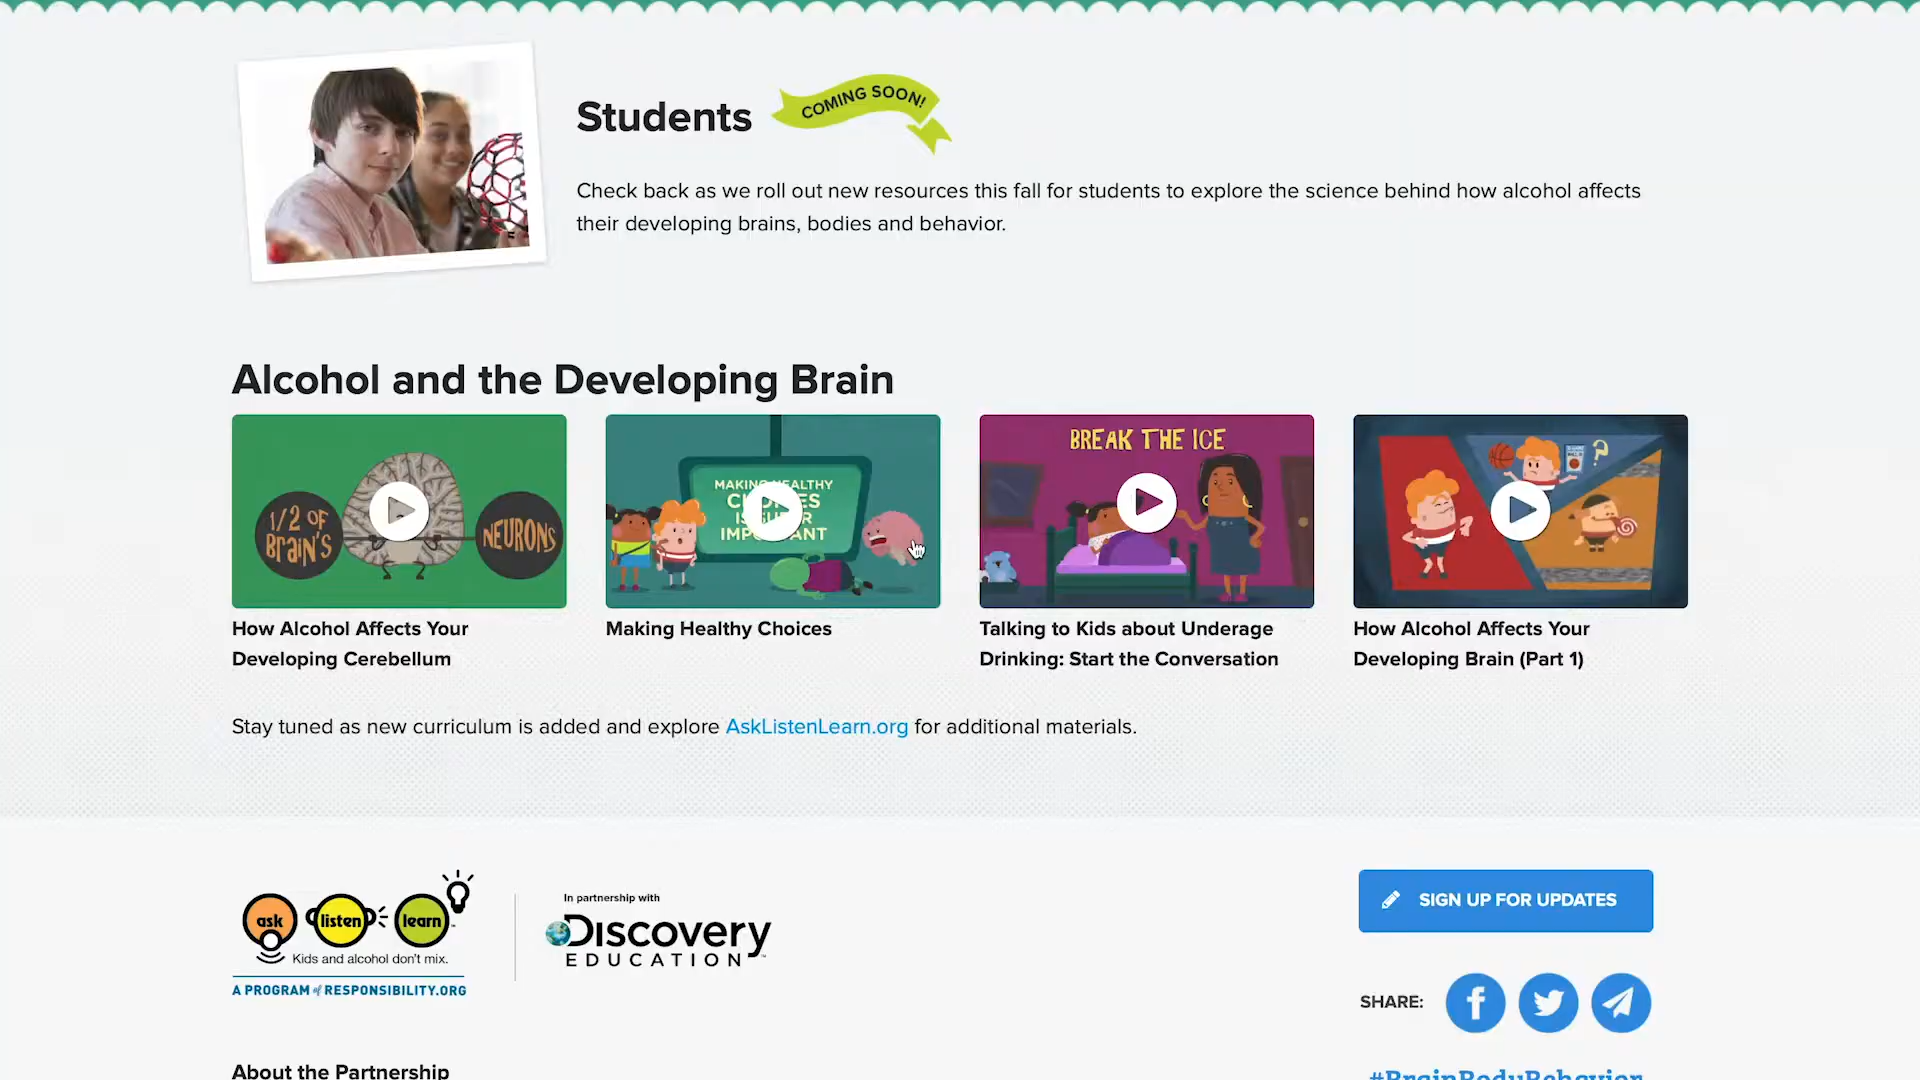 Students
COMING SOON!
Check back as we roll out new resources this fall for students to explore the science behind how alcohol affects
their developing brains, bodies and behavior.
Alcohol and the Developing Brain
1/2 OF
BRAIN'S
NEURONS
MAKING HEALTHY
IMPORTANT
BREAK THE ICE
How Alcohol Affects Your
Developing Cerebellum
Making Healthy Choices
Talking to Kids about Underage
Drinking: Start the Conversation
How Alcohol Affects Your
Developing Brain (Part 1)
Stay tuned as new curriculum is added and explore AskListenLearn.org for additional materials.
ask listen learn
Kids and alcohol don't mix.
A PROGRAM of RESPONSIBILITY.ORG
In partnership with
Discovery
EDUCATION
SIGN UP FOR UPDATES
SHARE:
About the Partnership
#BrainBodyBehavior